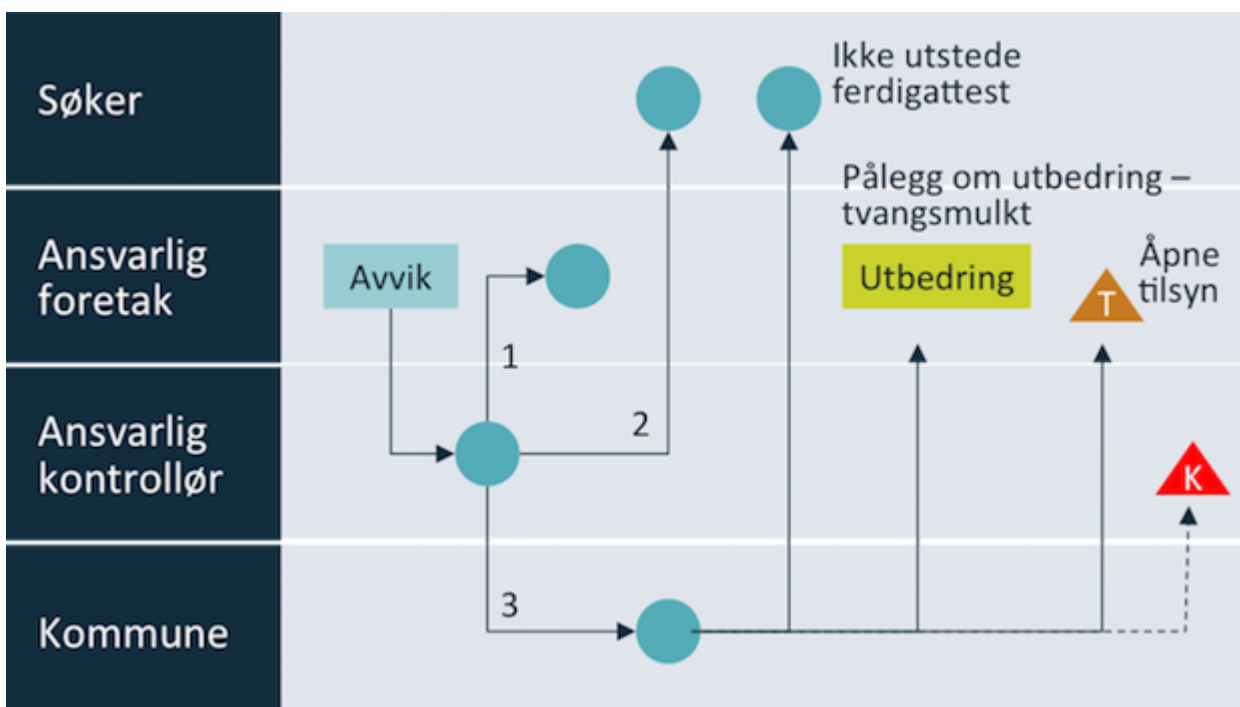 Søker
Ikke utstede
ferdigattest
Ansvarlig
foretak
Avvik
Pålegg om utbedring –
tvangsmulkt
Utbedring
Åpne
tilsyn
T
1
Ansvarlig
kontrollør
2
K
Kommune
3